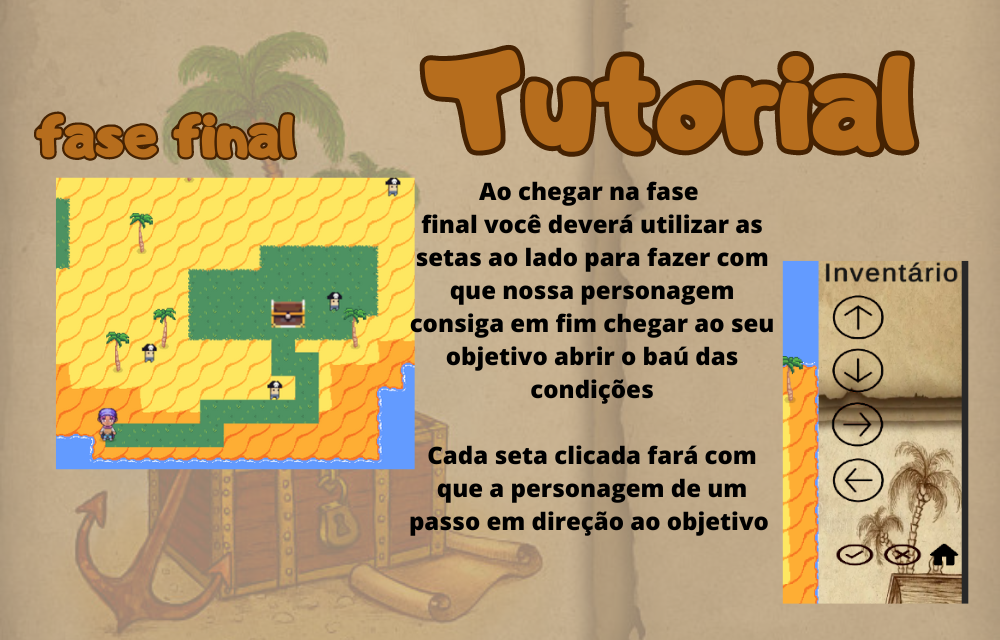 Tutorial
fase final
Ao chegar na fase
final você deverá utilizar as
setas ao lado para fazer com
que nossa personagem
consiga em fim chegar ao seu
objetivo abrir o baú das
condições
Cada seta clicada fará com
que a personagem de um
passo em direção ao objetivo
Inventário